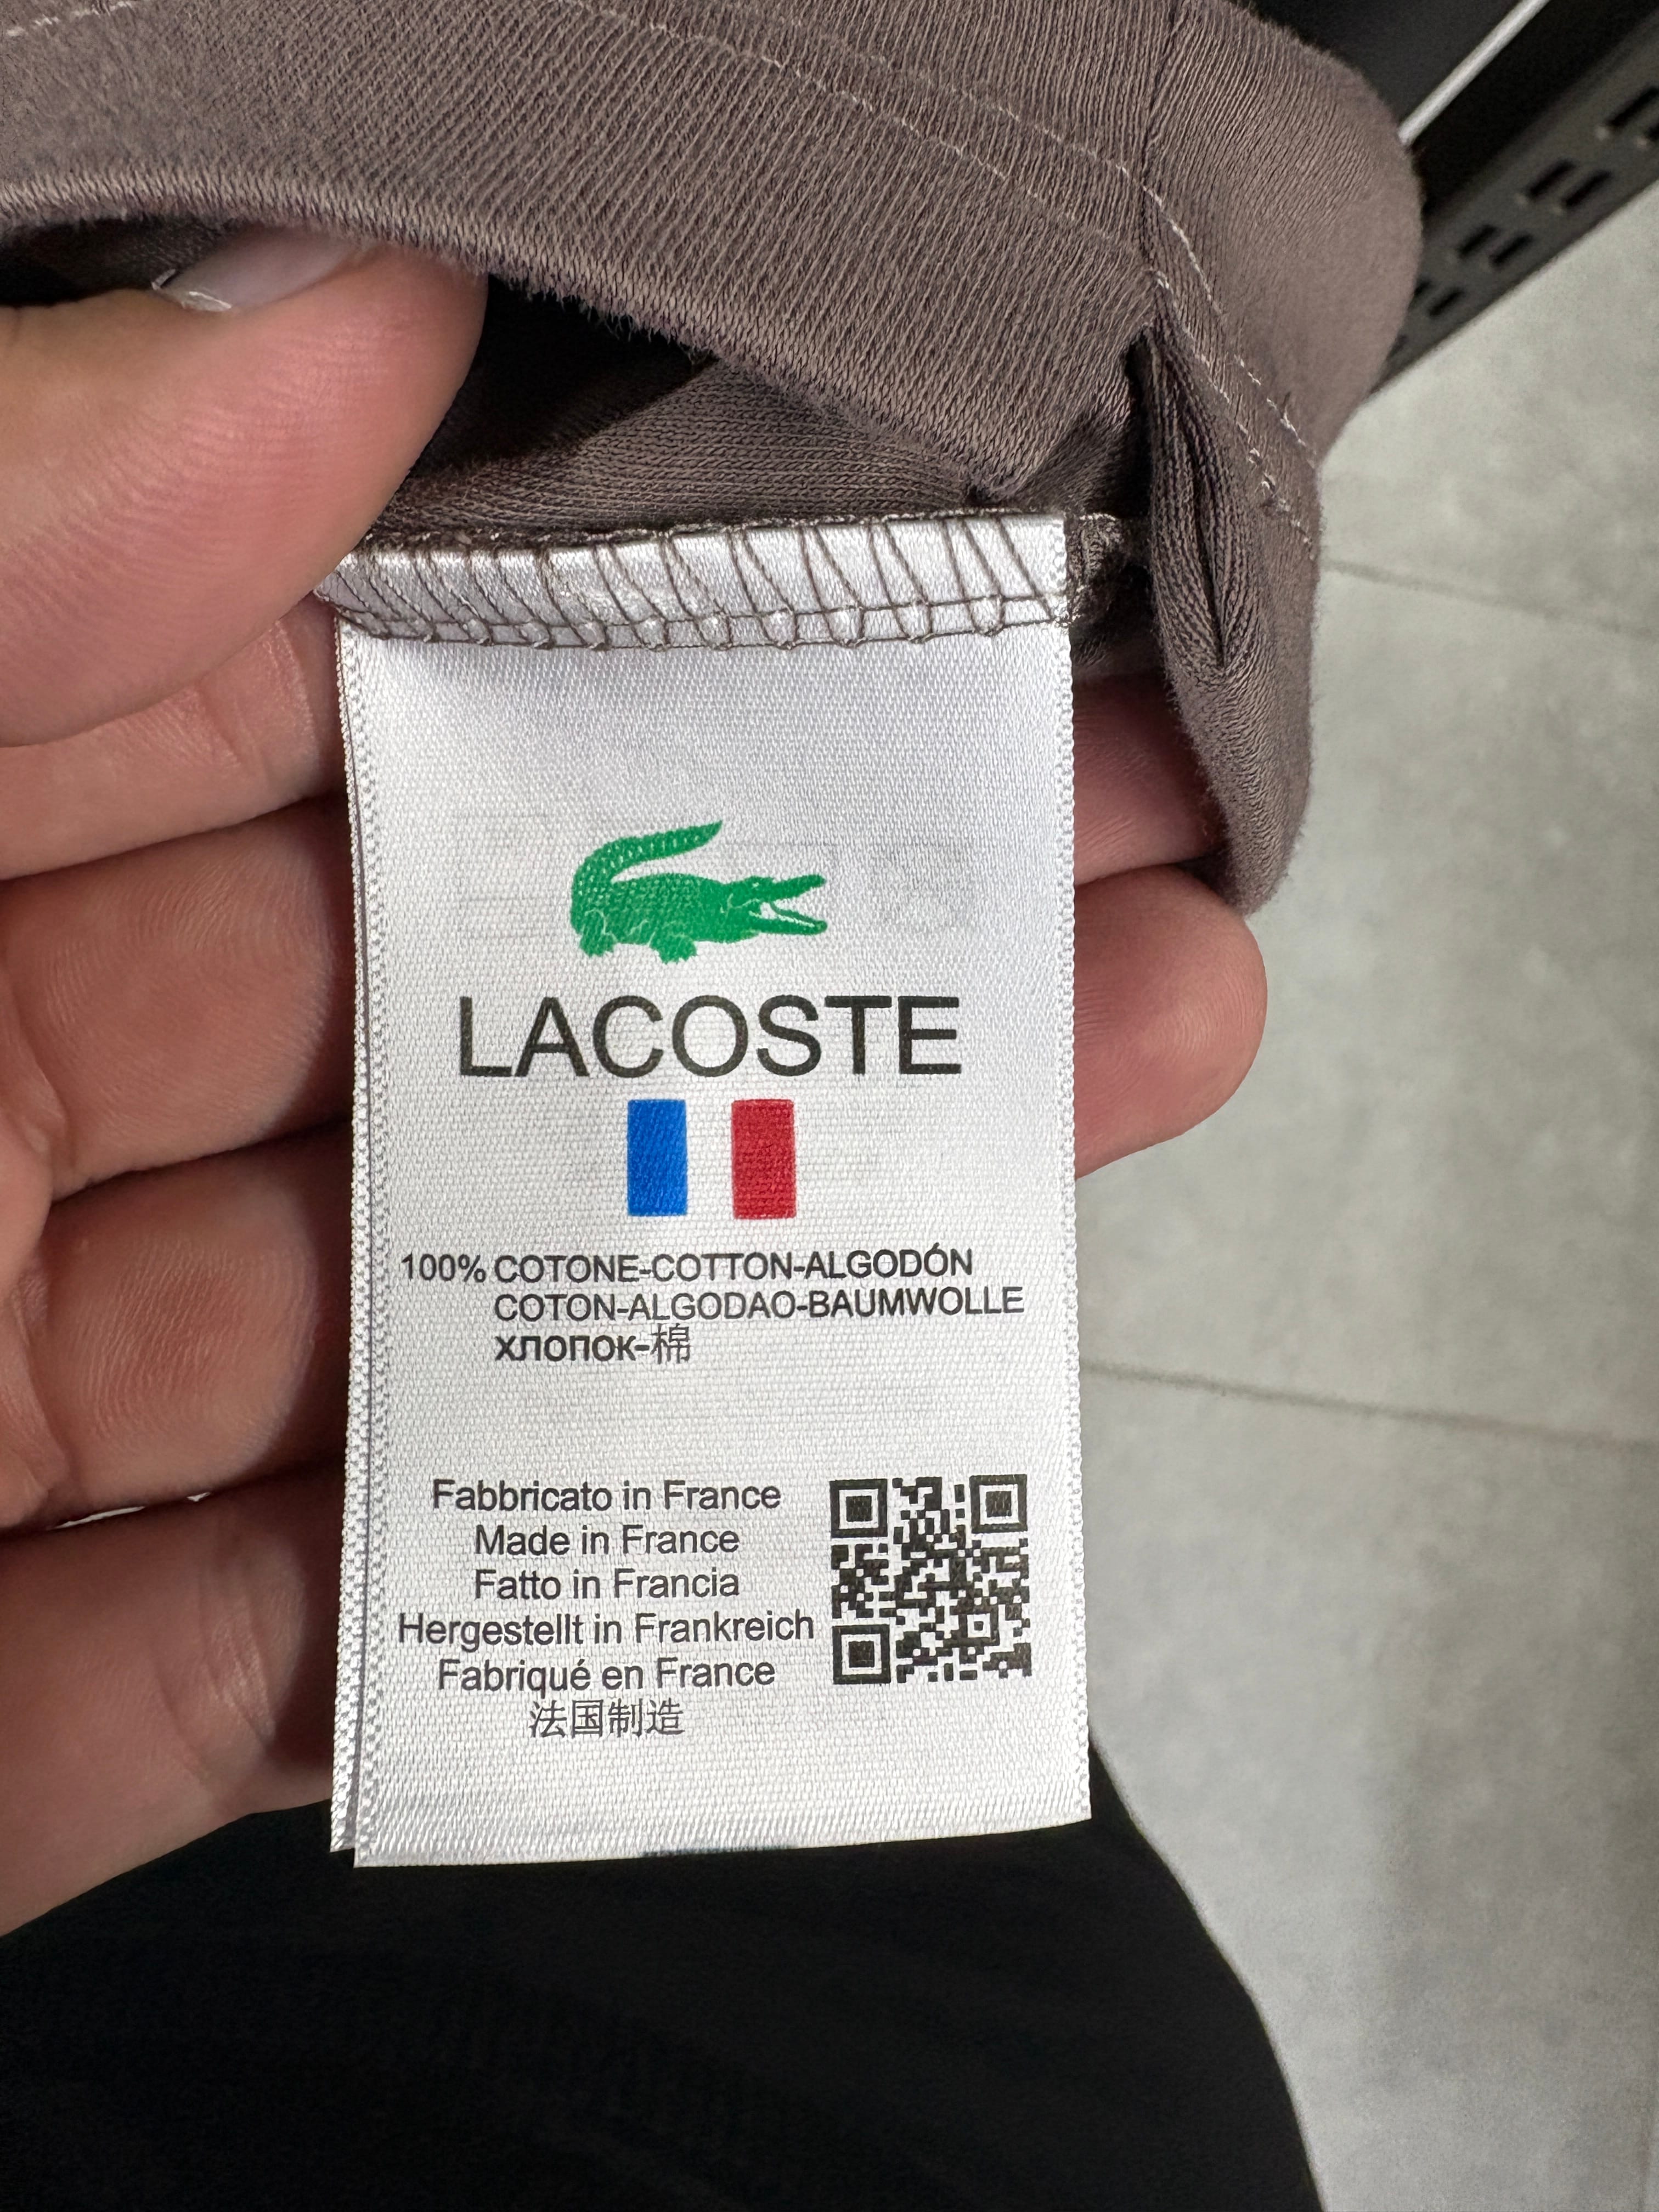 LACOSTE
100% COTONE-COTTON-ALGODÓN
COTON-ALGODAO-BAUMWOLLE
хлопок-棉
Fabbricato in France
Made in France
Fatto in Francia
Hergestellt in Frankreich
Fabriqué en France
法国制造